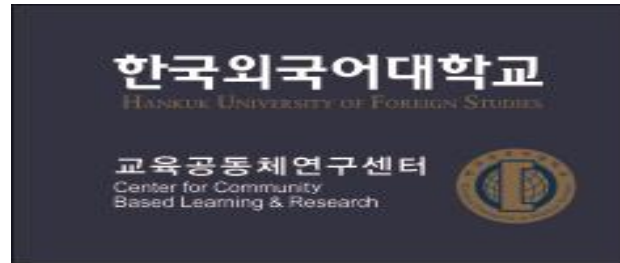 한국외국어대학교
HANKUK UNIVERSITY OF FOREIGN STUDIES
교육공동체연구센터
Center for Community
Based Learning & Research